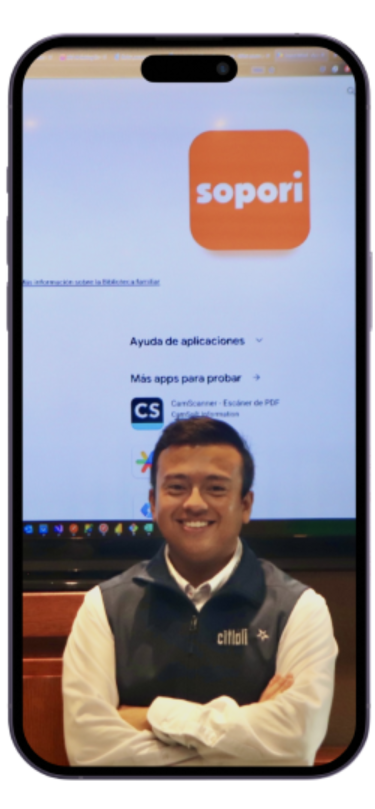 sopori
Más información sobre la Biblioteca familiar
Ayuda de aplicaciones
Más apps para probar
CS
CamScanner - Escáner de PDF
CamSoft Information
citioli